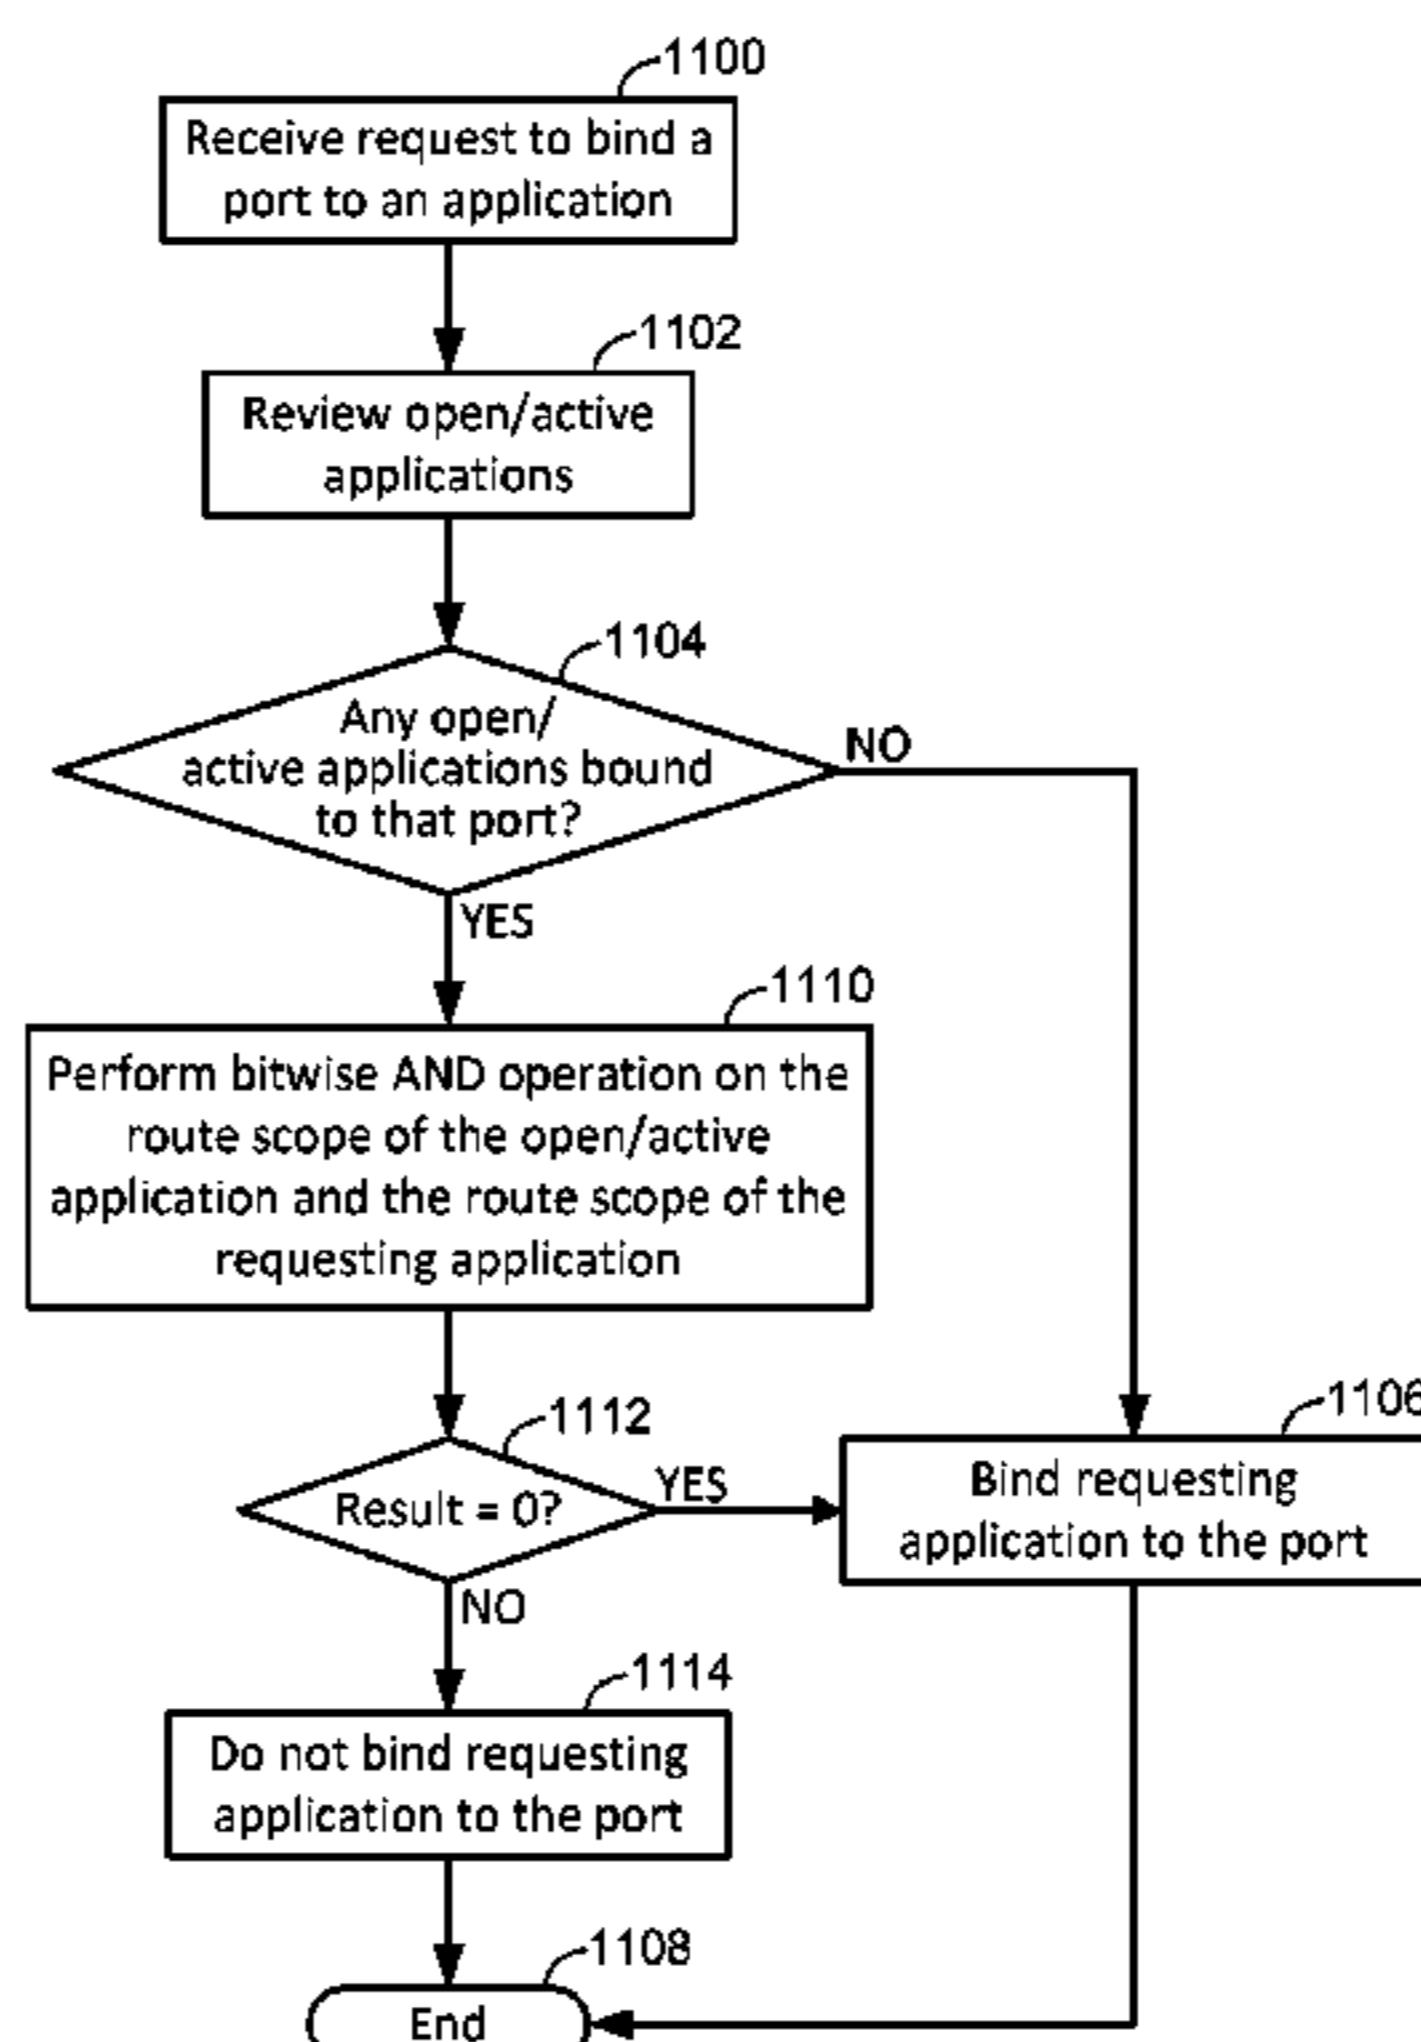 1100
Receive request to bind a
port to an application
1102
Review open/active
applications
1104
Any open/
active applications bound
to that port?
NO
YES
1110
Perform bitwise AND operation on the
route scope of the open/active
application and the route scope of the
requesting application
1112
Result = 0?
YES
1106
Bind requesting
application to the port
NO
1114
Do not bind requesting
application to the port
1108
End